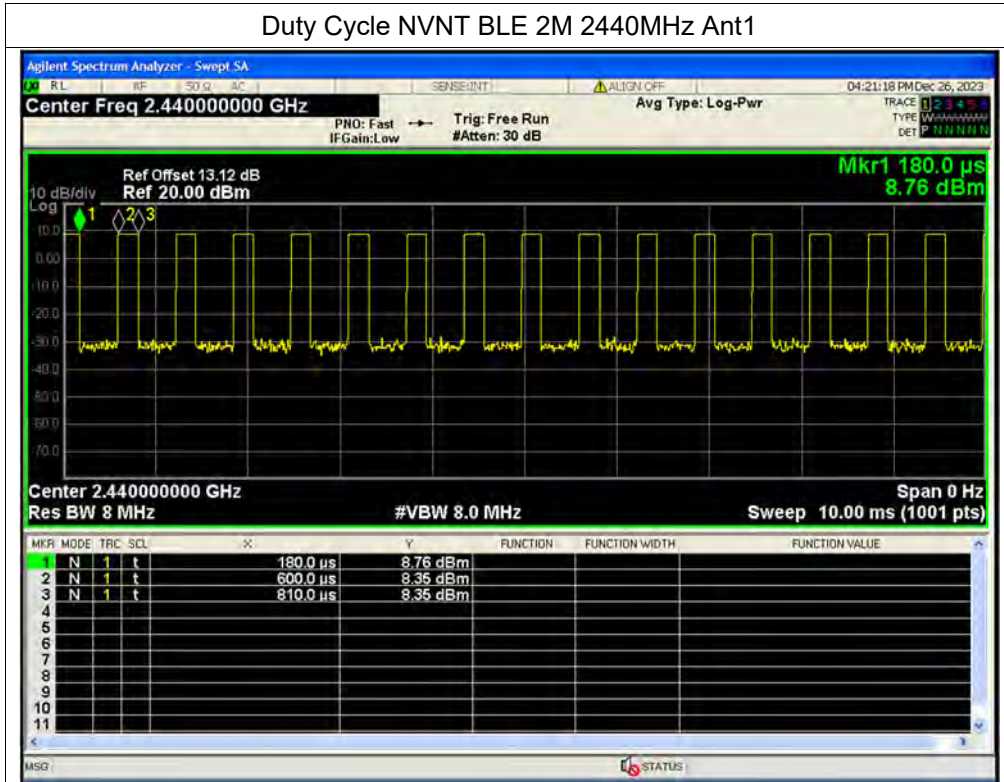 Duty Cycle NVNT BLE 2M 2440MHz Ant1
Agilent Spectrum Analyzer - Swept SA
LXI RL RF 50 Ω AC SENSE:INT ALIGN OFF 04:21:18 PM Dec 26, 2023
Center Freq 2.440000000 GHz Avg Type: Log-Pwr TRACE 1 2 3 4 5 6
PNO: Fast Trig: Free Run TYPE W
IFGain:Low #Atten: 30 dB DET P N N N N N
Mkr1 180.0 µs
Ref Offset 13.12 dB
10 dB/div Ref 20.00 dBm 8.76 dBm
Log
1 2 3
10.0
0.00
-10.0
-20.0
-30.0
-40.0
-50.0
-60.0
-70.0
Center 2.440000000 GHz Span 0 Hz
Res BW 8 MHz #VBW 8.0 MHz Sweep 10.00 ms (1001 pts)
MKR MODE TRC SCL X Y FUNCTION FUNCTION WIDTH FUNCTION VALUE
1 N 1 t 180.0 µs 8.76 dBm
2 N 1 t 600.0 µs 8.35 dBm
3 N 1 t 810.0 µs 8.35 dBm
4
5
6
7
8
9
10
11
MSG STATUS